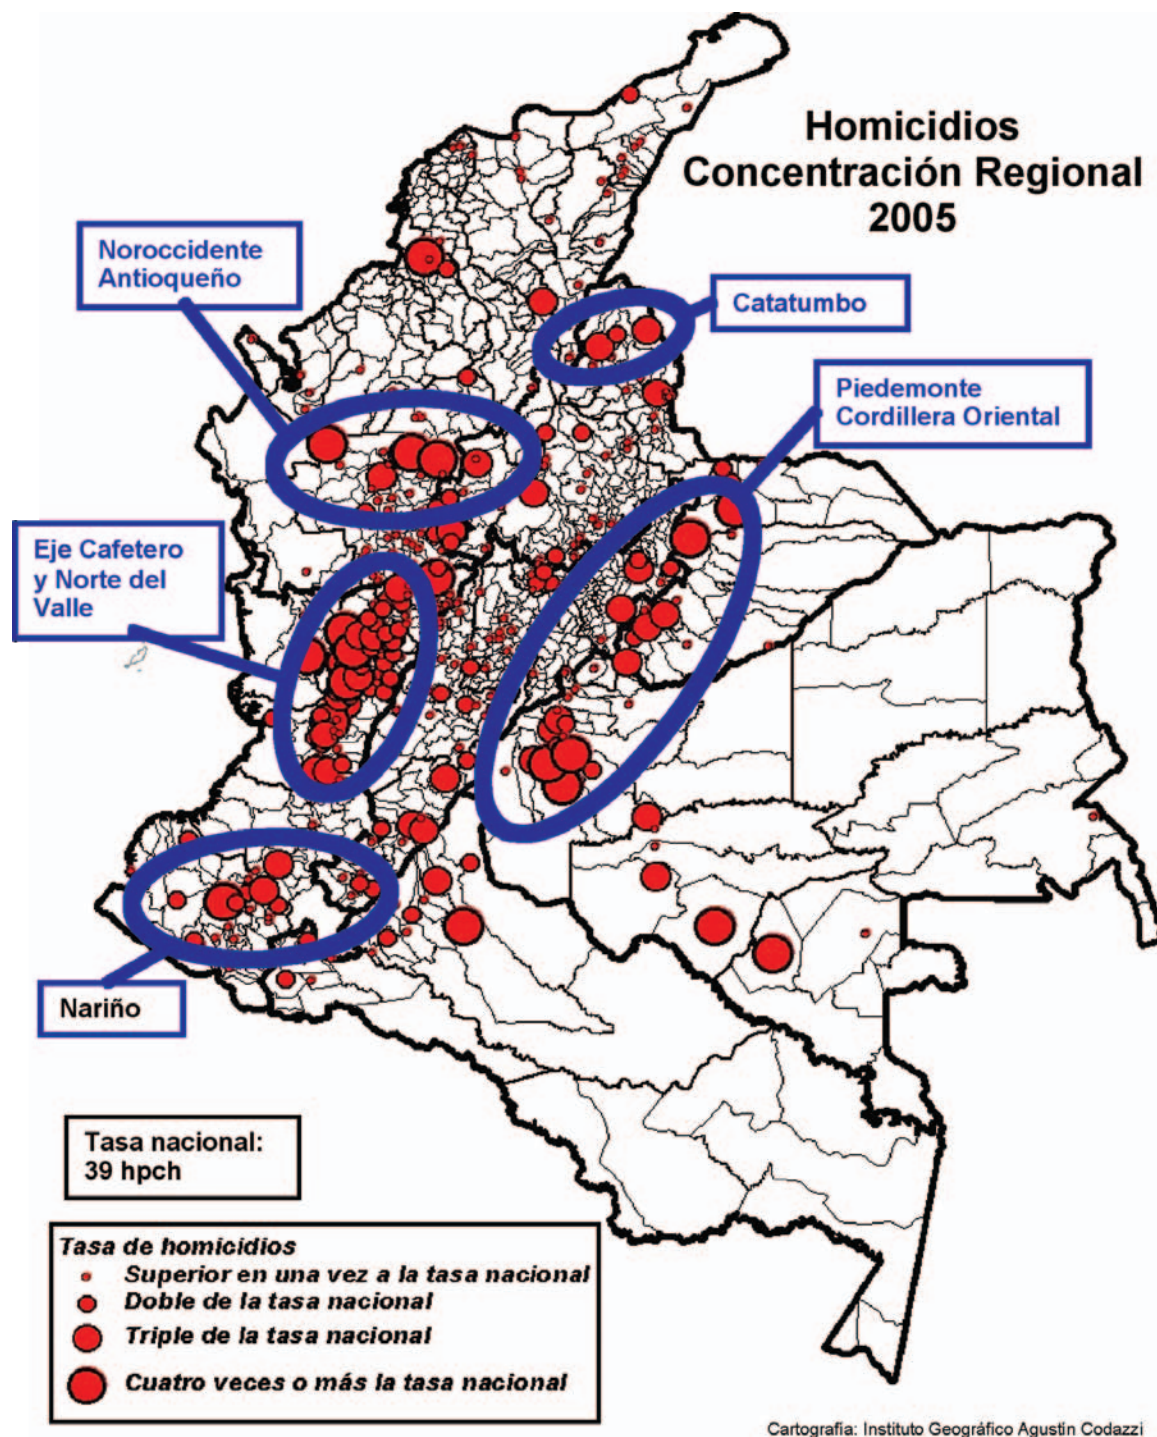 Homicidios
Concentración Regional
2005
Noroccidente
Antioqueño
Catatumbo
Piedemonte
Cordillera Oriental
Eje Cafetero
y Norte del
Valle
Nariño
Tasa nacional:
39 hpch
Tasa de homicidios
Superior en una vez a la tasa nacional
Doble de la tasa nacional
Triple de la tasa nacional
Cuatro veces o más la tasa nacional
Cartografía: Instituto Geográfico Agustín Codazzi